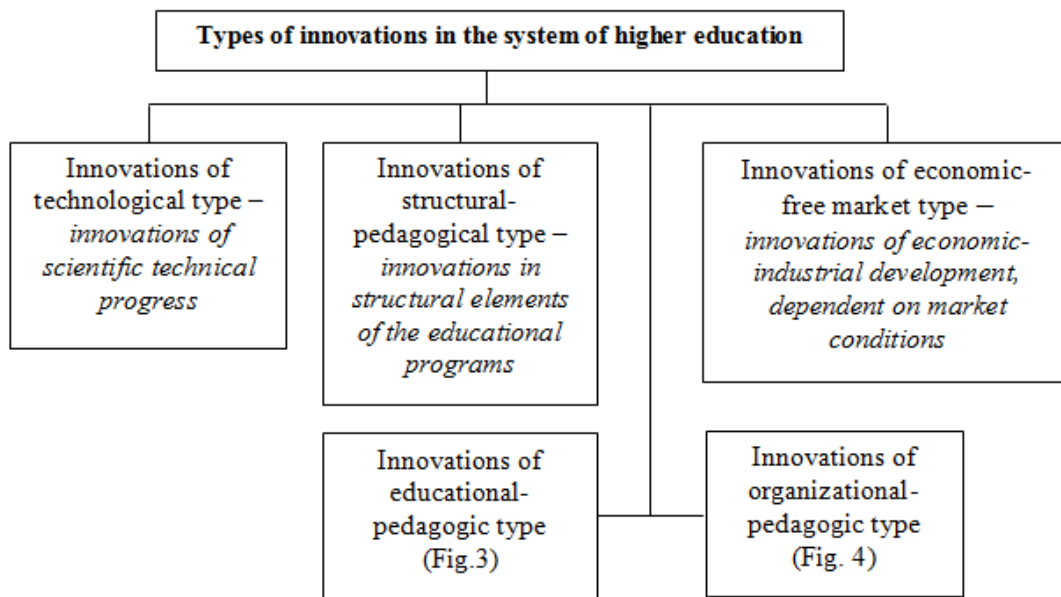 Types of innovations in the system of higher education
Innovations of
technological type –
innovations of
scientific technical
progress
Innovations of
structural-
pedagogical type –
innovations in
structural elements
of the educational
programs
Innovations of economic-
free market type –
innovations of economic-
industrial development,
dependent on market
conditions
Innovations of
educational-
pedagogic type
(Fig.3)
Innovations of
organizational-
pedagogic type
(Fig. 4)